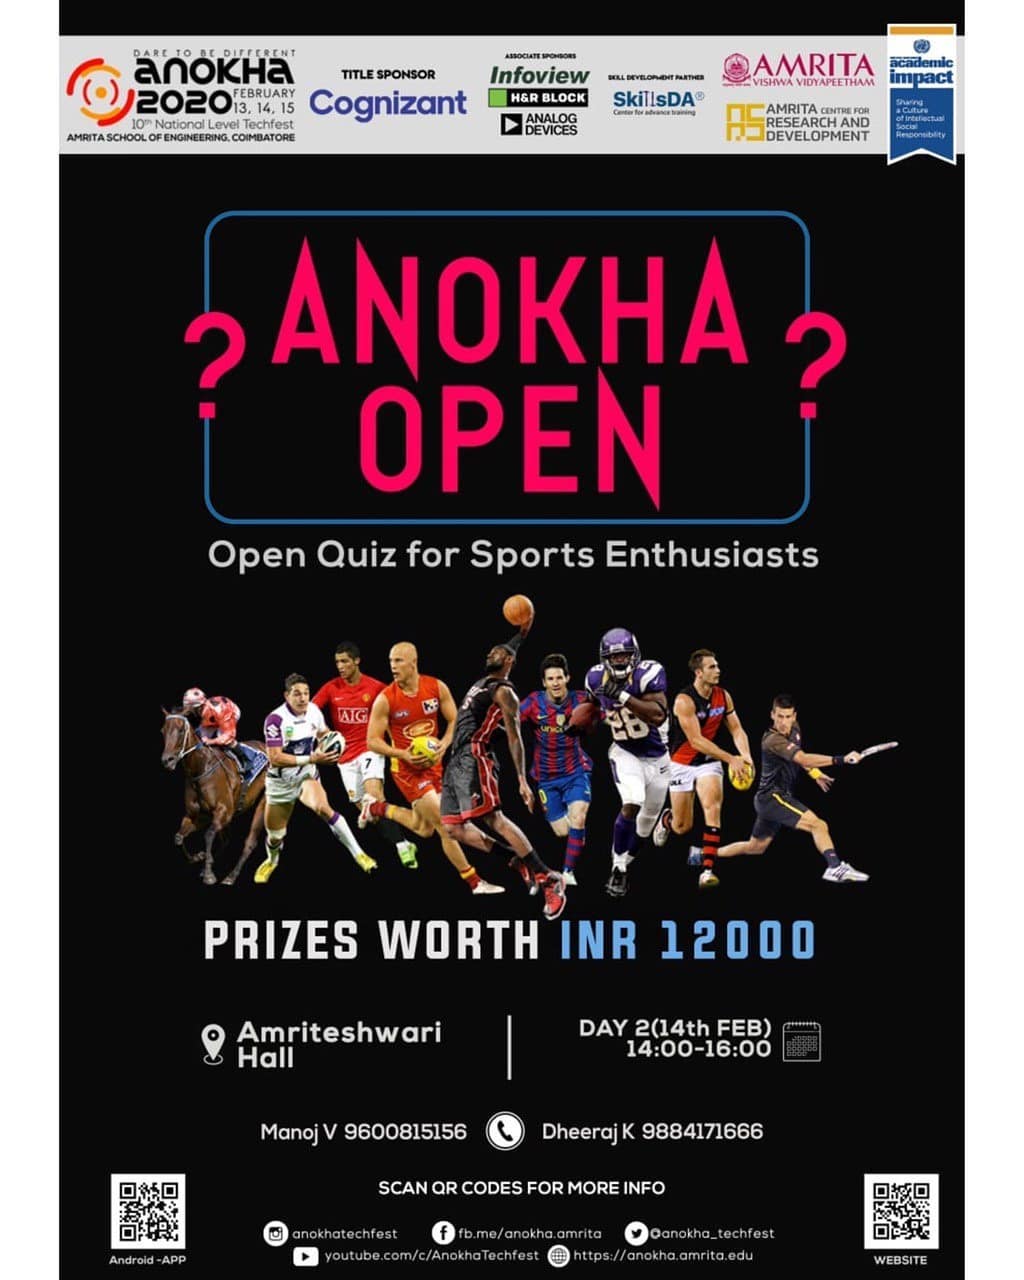 DARE TO BE DIFFERENT
ANOKHA
2020 FEBRUARY 13, 14, 15
10th National Level Techfest
AMRITA SCHOOL OF ENGINEERING, COIMBATORE
TITLE SPONSOR
Cognizant
ASSOCIATE SPONSORS
Infoview
H&R BLOCK
ANALOG
DEVICES
SKILL DEVELOPMENT PARTNER
SkillsDA®
Center for advance training
AMRITA
VISHWA VIDYAPEETHAM
AMRITA CENTRE FOR
RESEARCH AND
DEVELOPMENT
academic
impact
Sharing
a Culture
of Intellectual
Social
Responsibility
? ANOKHA ?
OPEN
Open Quiz for Sports Enthusiasts
AIG
7
unice
28
PRIZES WORTH INR 12000
Amriteshwari
Hall
DAY 2(14th FEB)
14:00-16:00
Manoj V 9600815156
Dheeraj K 9884171666
SCAN QR CODES FOR MORE INFO
anokhatechfest
fb.me/anokha.amrita
@anokha_techfest
youtube.com/c/AnokhaTechfest
https://anokha.amrita.edu
Android -APP
WEBSITE